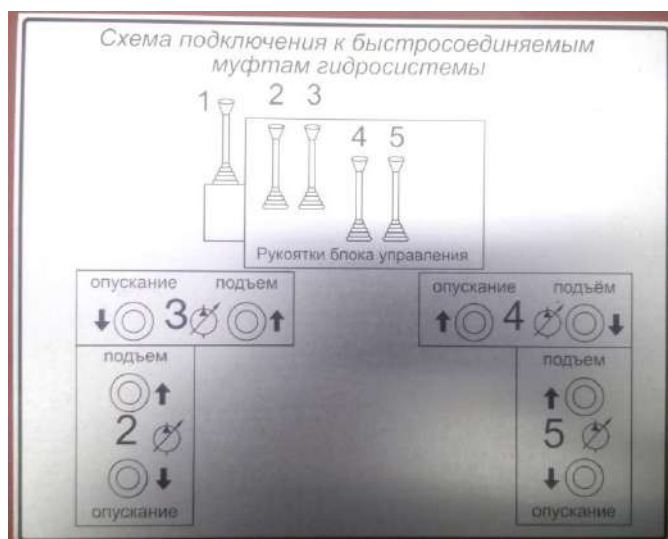 Схема подключения к быстросоединяемым
муфтам гидросистемы
1 2 3
4 5
Рукоятки блока управления
опускание подъем
3
подъем
2
опускание
опускание подъём
4
подъем
5
опускание